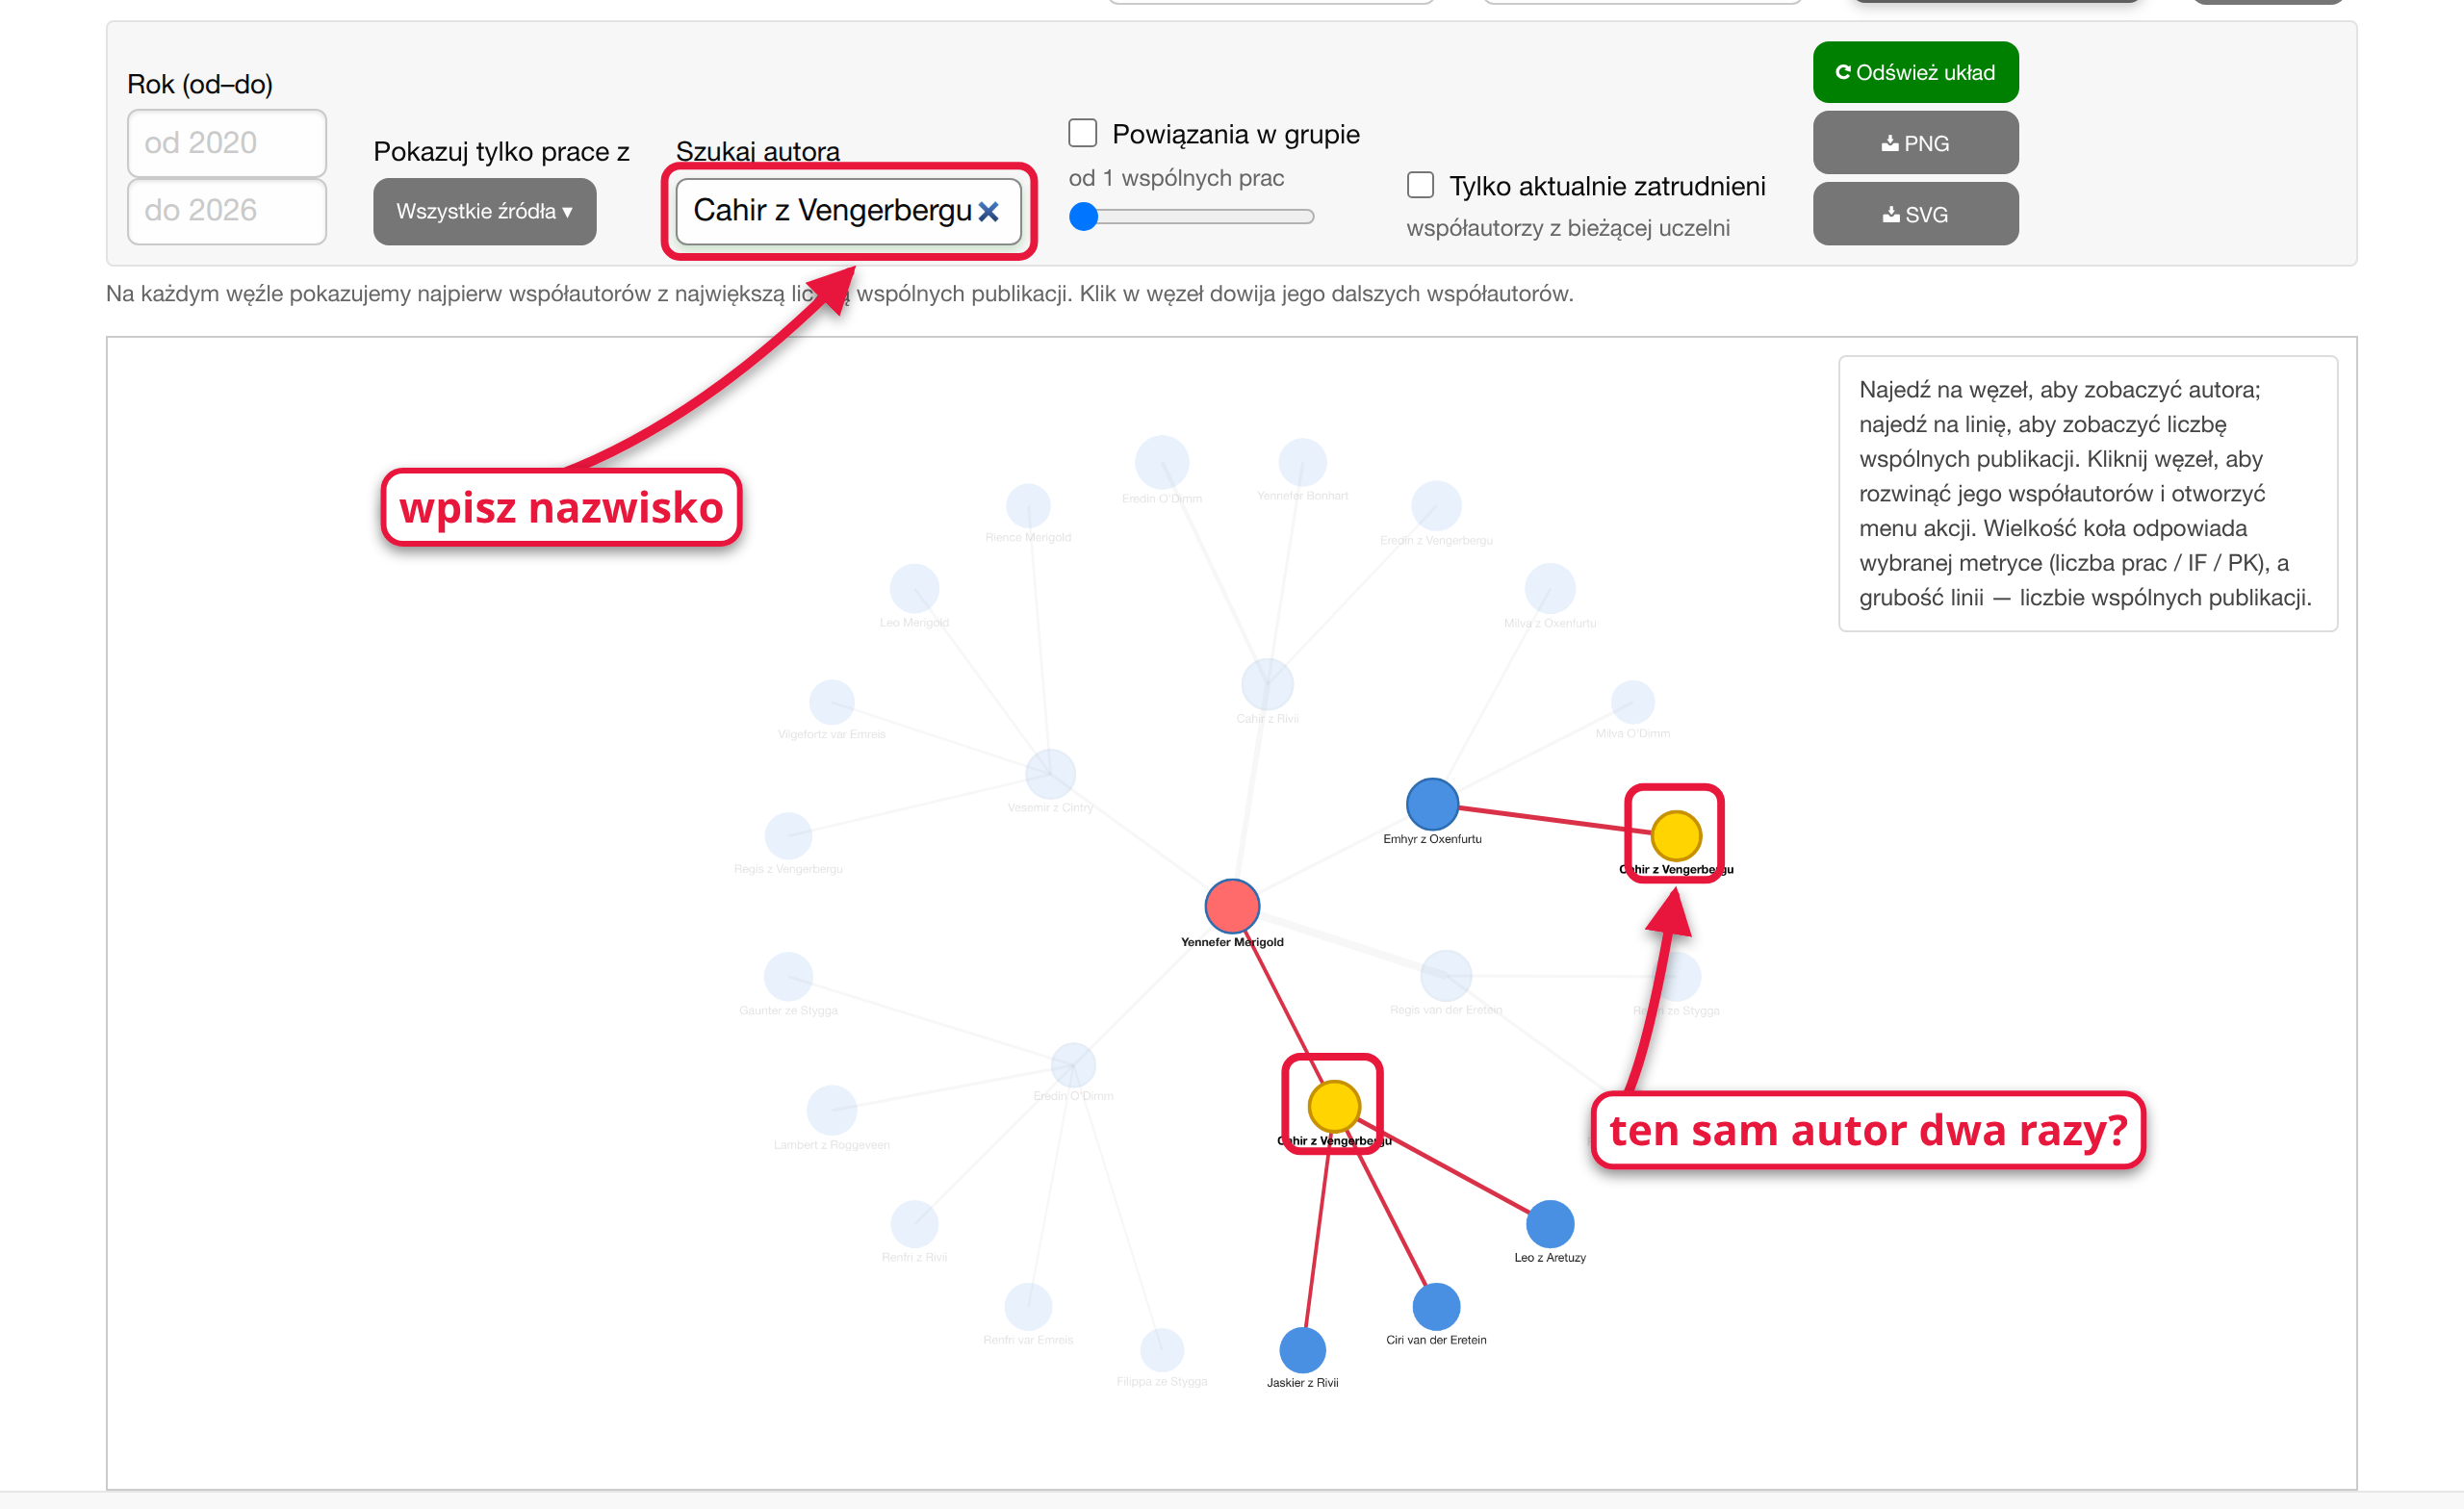 Rok (od–do)
od 2020
do 2026
Pokazuj tylko prace z
Wszystkie źródła ▾
Szukaj autora
Cahir z Vengerbergu
Powiązania w grupie
od 1 wspólnych prac
Tylko aktualnie zatrudnieni
współautorzy z bieżącej uczelni
Odśwież układ
PNG
SVG
Na każdym węźle pokazujemy najpierw współautorów z największą wspólnych publikacji. Klik w węzeł dowija jego dalszych współautorów.
Najedź na węzeł, aby zobaczyć autora;
najedź na linię, aby zobaczyć liczbę
wspólnych publikacji. Kliknij węzeł, aby
rozwinąć jego współautorów i otworzyć
menu akcji. Wielkość koła odpowiada
wybranej metryce (liczba prac / IF / PK), a
grubość linii — liczbie wspólnych publikacji.
wpisz nazwisko
Eredin O'Dimm
Yennefer Bonhart
Rience Merigold
Eredin z Vengerbergu
Leo Merigold
Milva z Oxenfurtu
Cahir z Rivii
Vilgefortz var Emreis
Milva O'Dimm
Vesemir z Cintry
Emhyr z Oxenfurtu
Regis z Vengerbergu
Cahir z Vengerbergu
Yennefer Merigold
Gaunter ze Stygga
Regis van der Eretein
ze Stygga
Eredin O'Dimm
ten sam autor dwa razy?
Cahir z Vengerbergu
Lambert z Roggeveen
Renfri z Rivii
Leo z Aretuzy
Renfri var Emreis
Ciri van der Eretein
Filippa ze Stygga
Jaskier z Rivii